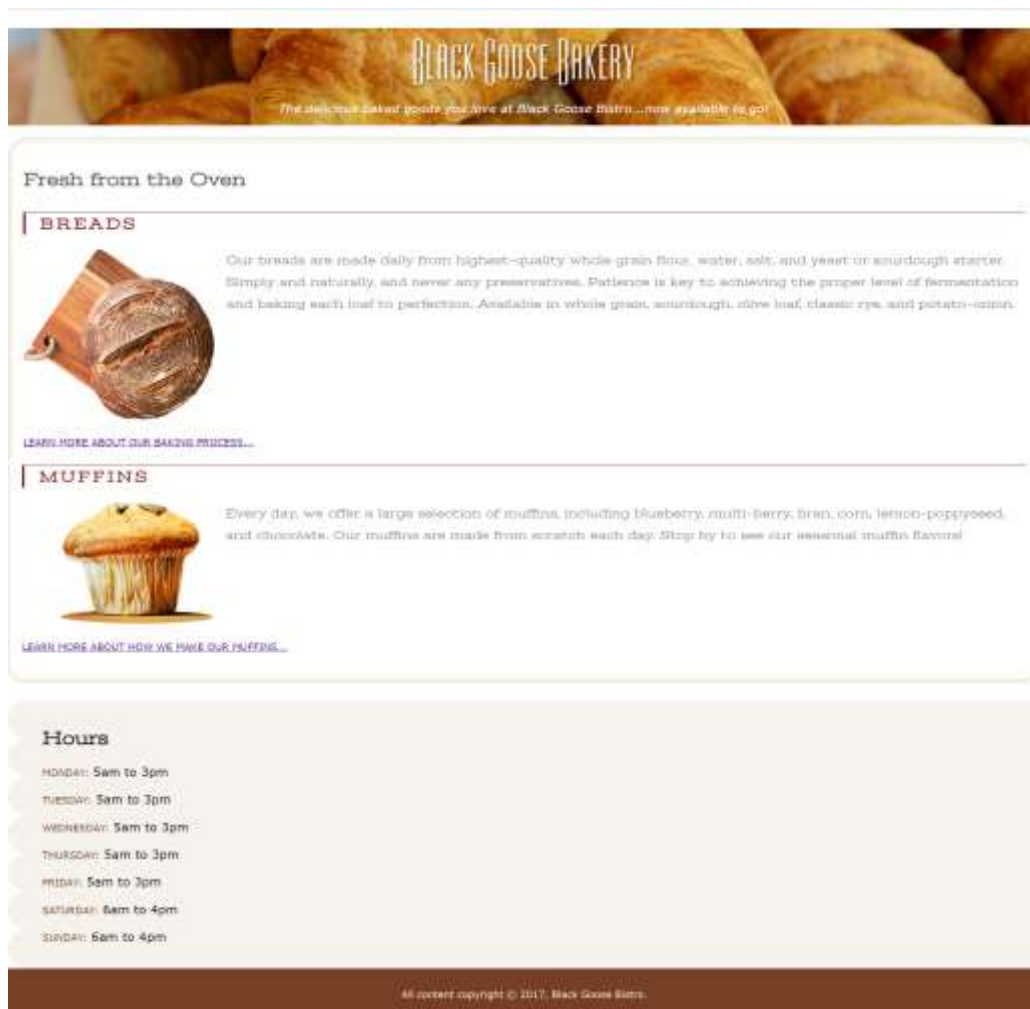 BLACK GOOSE BAKERY
The delicious baked goods you love at Black Goose Bistro...now available to go!
Fresh from the Oven
BREADS
Our breads are made daily from highest-quality whole grain flour, water, salt, and yeast or sourdough starter.
Simply and naturally, and never any preservatives. Patience is key to achieving the proper level of fermentation
and baking each loaf to perfection. Available in whole grain, sourdough, olive loaf, classic rye, and potato-onion.
LEARN MORE ABOUT OUR BAKING PROCESS...
MUFFINS
Every day, we offer a large selection of muffins, including blueberry, multi-berry, bran, corn, lemon-poppyseed,
and chocolate. Our muffins are made from scratch each day. Stop by to see our seasonal muffin flavors!
LEARN MORE ABOUT HOW WE MAKE OUR MUFFINS...
Hours
MONDAY: 5am to 3pm
TUESDAY: 5am to 3pm
WEDNESDAY: 5am to 3pm
THURSDAY: 5am to 3pm
FRIDAY: 5am to 3pm
SATURDAY: 6am to 4pm
SUNDAY: 6am to 4pm
All content copyright © 2017, Black Goose Bistro.